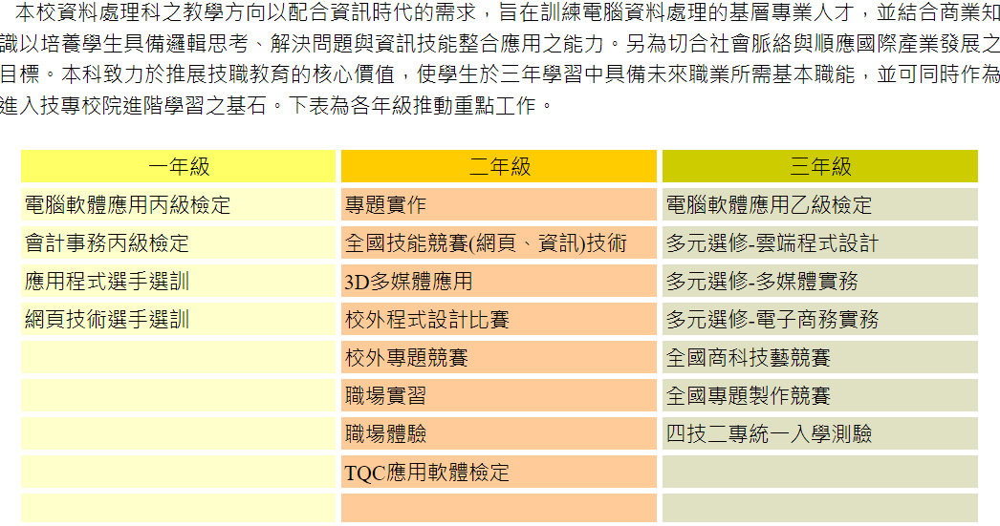 本校資料處理科之教學方向以配合資訊時代的需求，旨在訓練電腦資料處理的基層專業人才，並結合商業知
識以培養學生具備邏輯思考、解決問題與資訊技能整合應用之能力。另為切合社會脈絡與順應國際產業發展之
目標。本科致力於推展技職教育的核心價值，使學生於三年學習中具備未來職業所需基本職能，並可同時作為
進入技專校院進階學習之基石。下表為各年級推動重點工作。
一年級 二年級 三年級
電腦軟體應用丙級檢定 專題實作 電腦軟體應用乙級檢定
會計事務丙級檢定 全國技能競賽(網頁、資訊)技術 多元選修-雲端程式設計
應用程式選手選訓 3D多媒體應用 多元選修-多媒體實務
網頁技術選手選訓 校外程式設計比賽 多元選修-電子商務實務
校外專題競賽 全國商科技藝競賽
職場實習 全國專題製作競賽
職場體驗 四技二專統一入學測驗
TQC應用軟體檢定